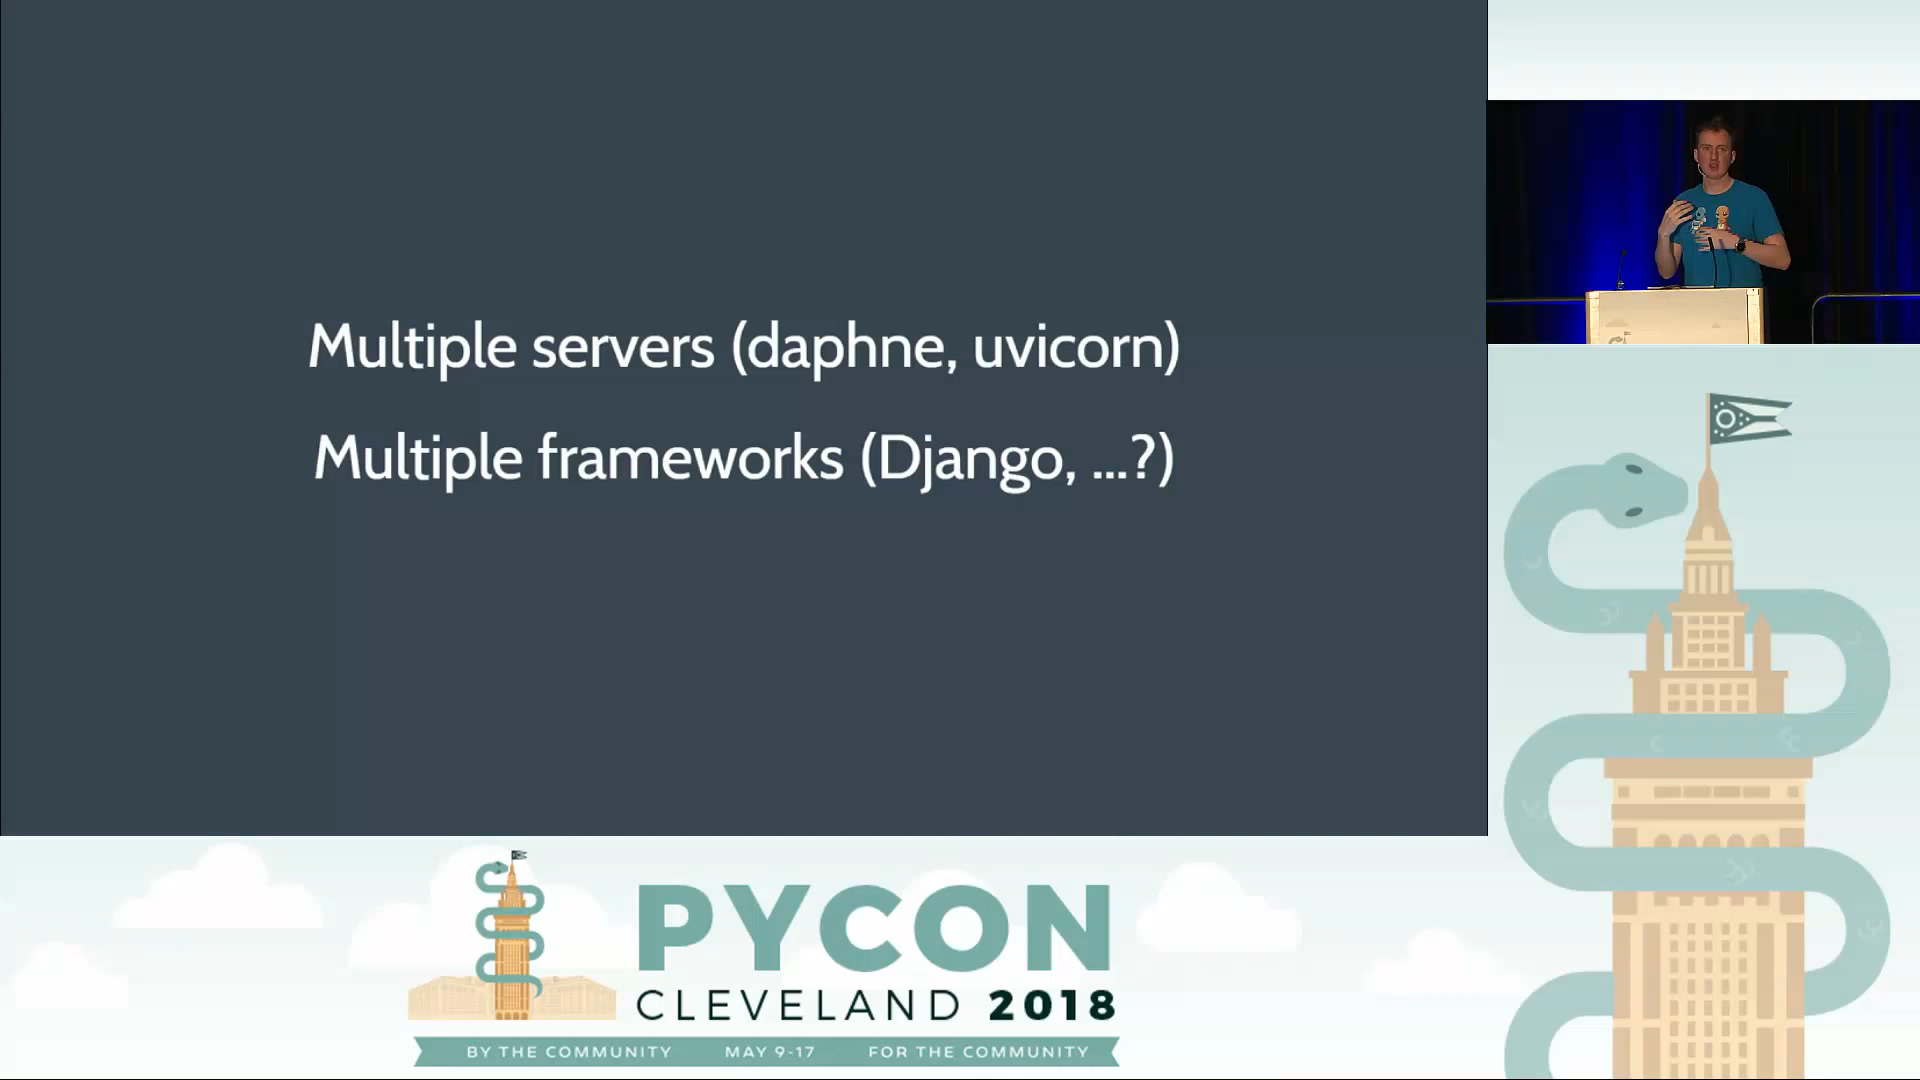 Multiple servers (daphne, uvicorn)
Multiple frameworks (Django, ...?)
PYCON
CLEVELAND 2018
BY THE COMMUNITY MAY 9-17 FOR THE COMMUNITY